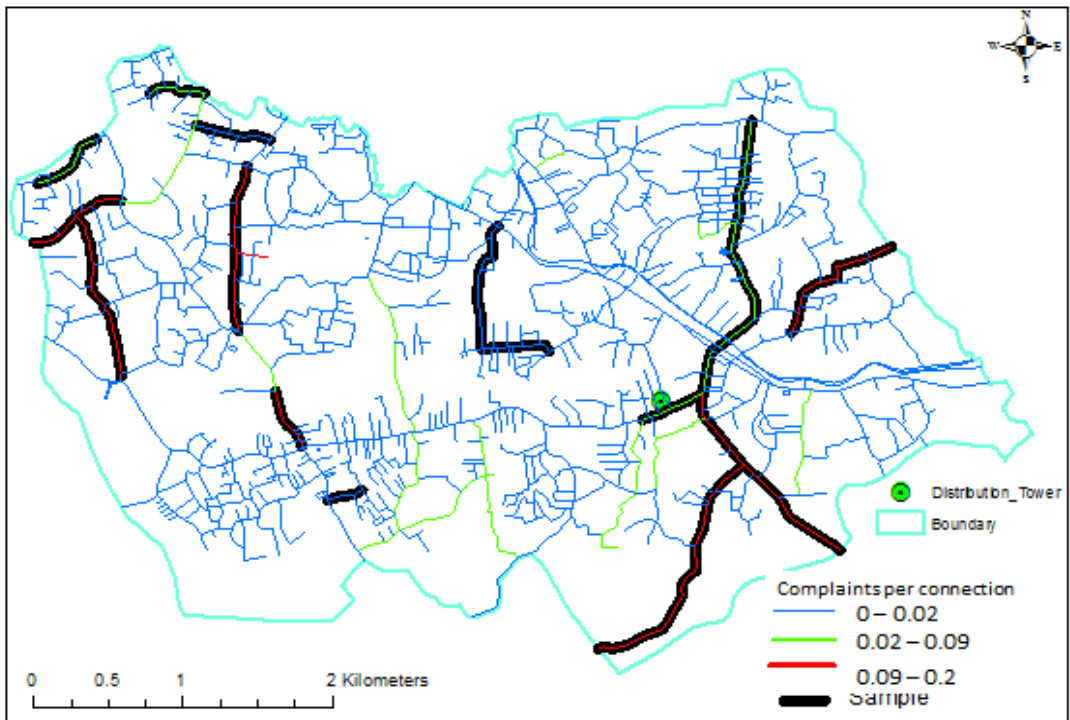 N
W E
S
Distribution_Tower
Boundary
Complaints per connection
0 – 0.02
0.02 – 0.09
0.09 – 0.2
Sample
0 0.5 1 2 Kilometers